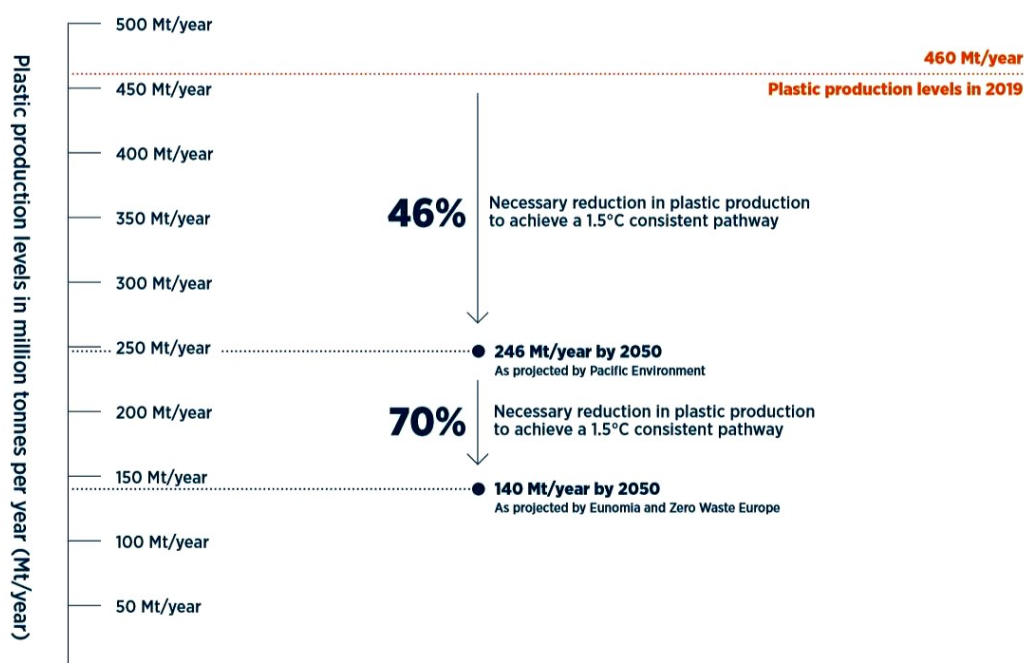 Plastic production levels in million tonnes per year (Mt/year)
500 Mt/year
460 Mt/year
450 Mt/year
Plastic production levels in 2019
400 Mt/year
46%
Necessary reduction in plastic production
to achieve a 1.5°C consistent pathway
350 Mt/year
300 Mt/year
250 Mt/year
246 Mt/year by 2050
As projected by Pacific Environment
200 Mt/year
70%
Necessary reduction in plastic production
to achieve a 1.5°C consistent pathway
150 Mt/year
140 Mt/year by 2050
As projected by Eunomia and Zero Waste Europe
100 Mt/year
50 Mt/year